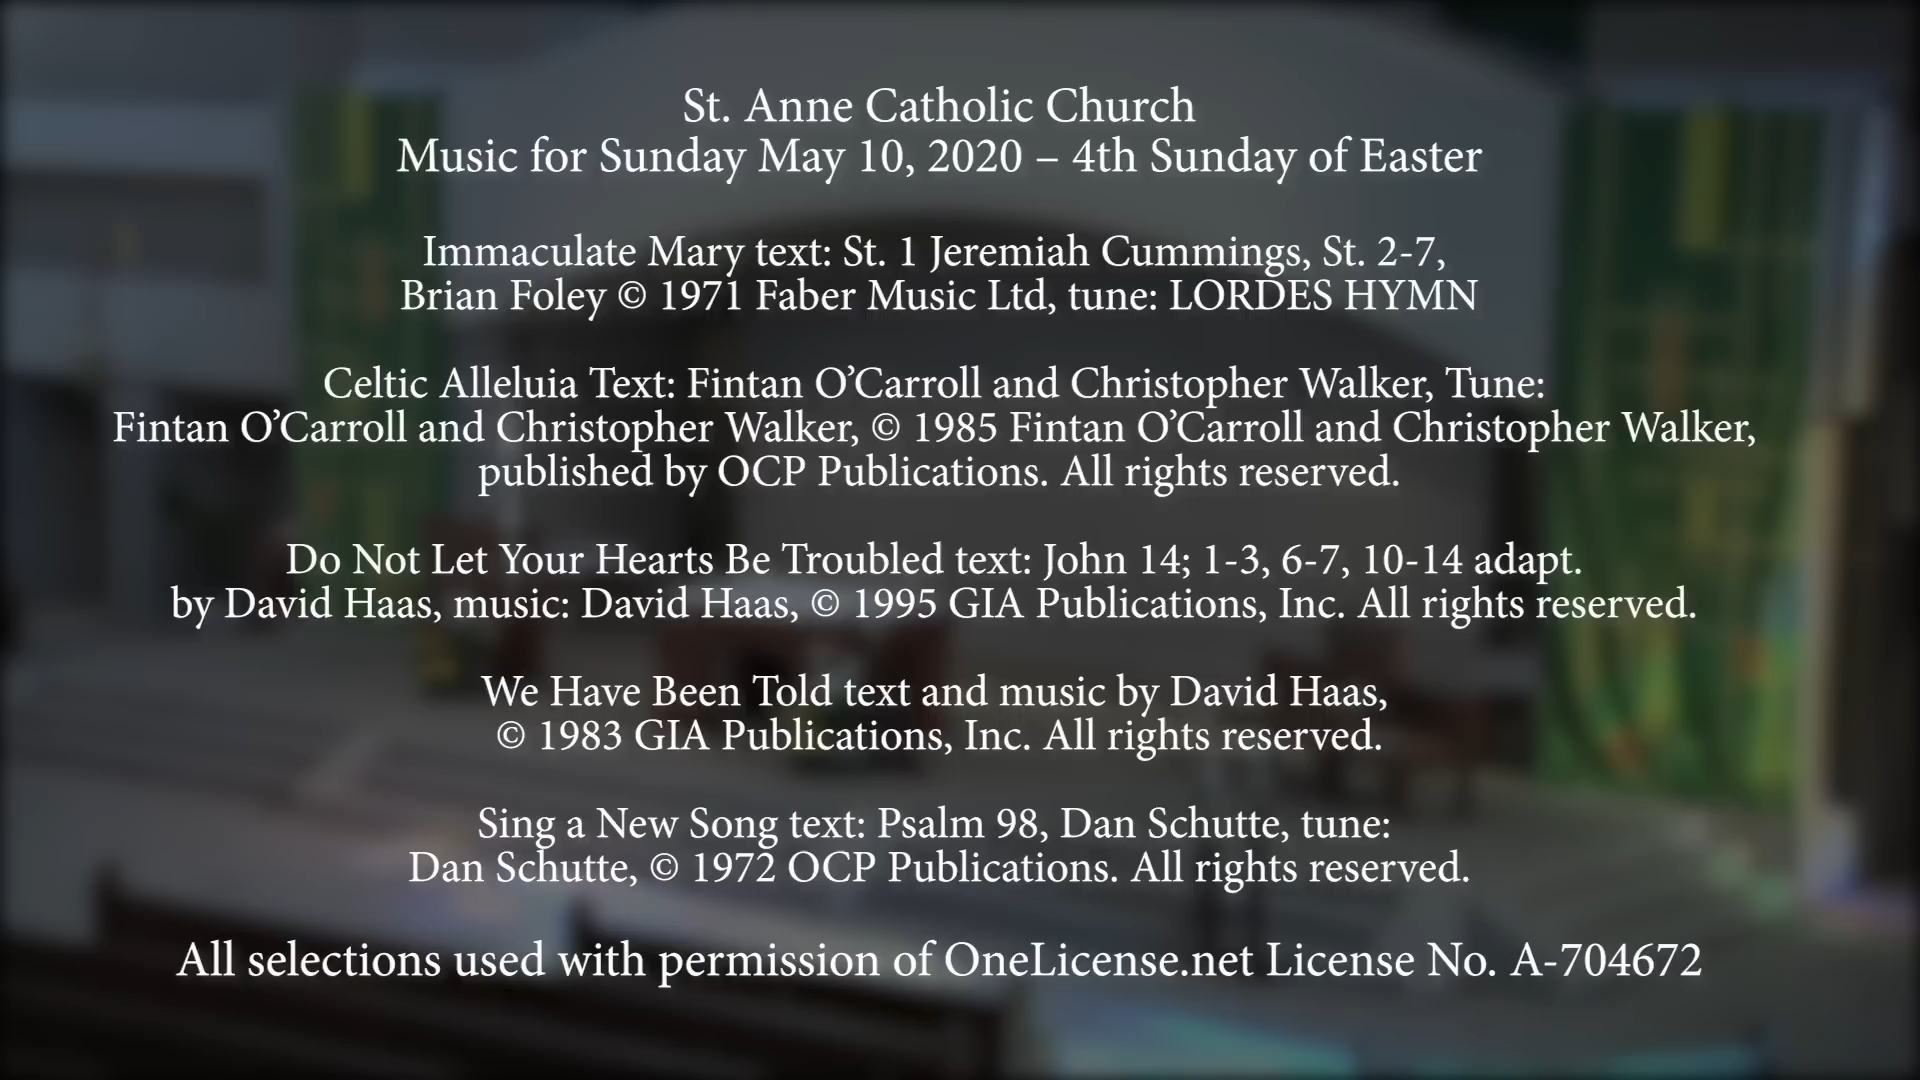 St. Anne Catholic Church
Music for Sunday May 10, 2020 – 4th Sunday of Easter
Immaculate Mary text: St. 1 Jeremiah Cummings, St. 2-7,
Brian Foley © 1971 Faber Music Ltd, tune: LORDES HYMN
Celtic Alleluia Text: Fintan O’Carroll and Christopher Walker, Tune:
Fintan O’Carroll and Christopher Walker, © 1985 Fintan O’Carroll and Christopher Walker,
published by OCP Publications. All rights reserved.
Do Not Let Your Hearts Be Troubled text: John 14; 1-3, 6-7, 10-14 adapt.
by David Haas, music: David Haas, © 1995 GIA Publications, Inc. All rights reserved.
We Have Been Told text and music by David Haas,
© 1983 GIA Publications, Inc. All rights reserved.
Sing a New Song text: Psalm 98, Dan Schutte, tune:
Dan Schutte, © 1972 OCP Publications. All rights reserved.
All selections used with permission of OneLicense.net License No. A-704672